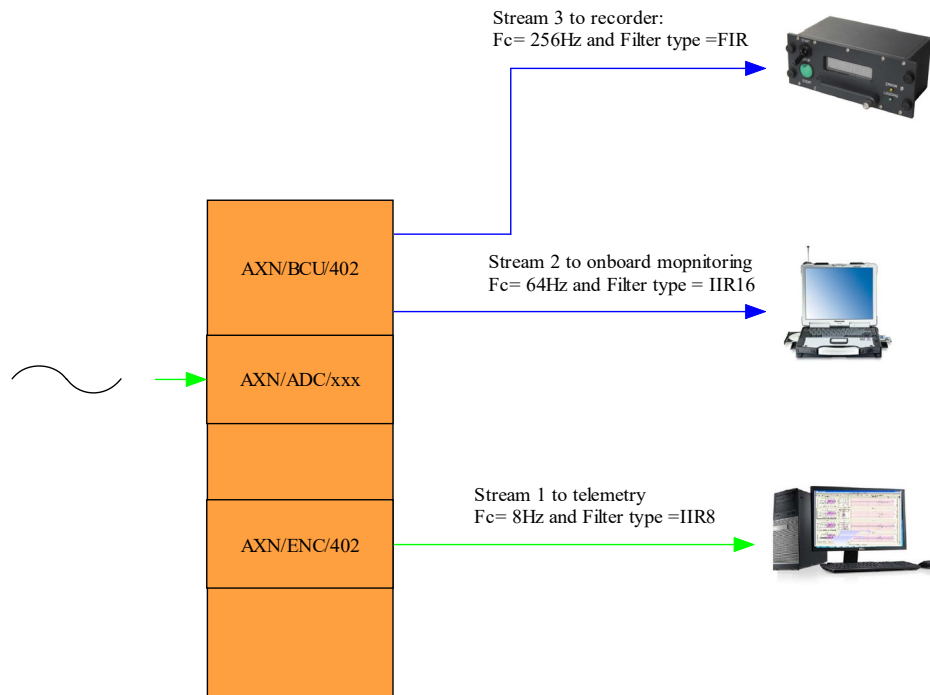 Stream 3 to recorder:
Fc= 256Hz and Filter type =FIR
AXN/BCU/402
Stream 2 to onboard mopnitoring
Fc= 64Hz and Filter type = IIR16
AXN/ADC/xxx
Stream 1 to telemetry
Fc= 8Hz and Filter type =IIR8
AXN/ENC/402